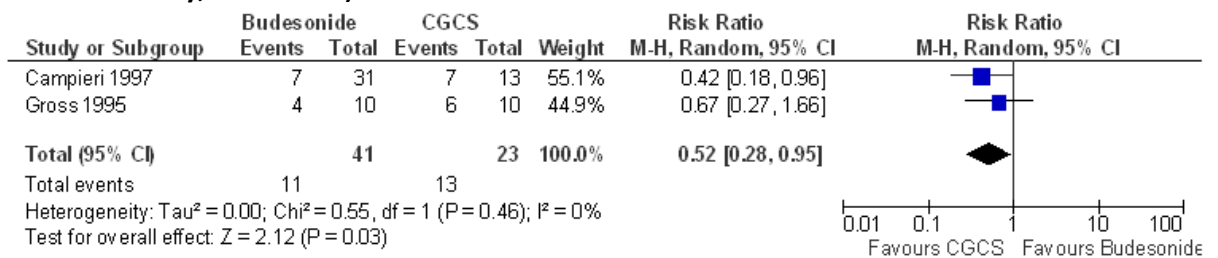 Budesonide CGCS Risk Ratio Risk Ratio
Study or Subgroup Events Total Events Total Weight M-H, Random, 95% CI M-H, Random, 95% CI
Campieri 1997 7 31 7 13 55.1% 0.42 [0.18, 0.96]
Gross 1995 4 10 6 10 44.9% 0.67 [0.27, 1.66]
Total (95% CI) 41 23 100.0% 0.52 [0.28, 0.95]
Total events 11 13
Heterogeneity: Tau² = 0.00; Chi² = 0.55, df = 1 (P = 0.46); I² = 0%
Test for overall effect: Z = 2.12 (P = 0.03)
0.01 0.1 1 10 100
Favours CGCS Favours Budesonide